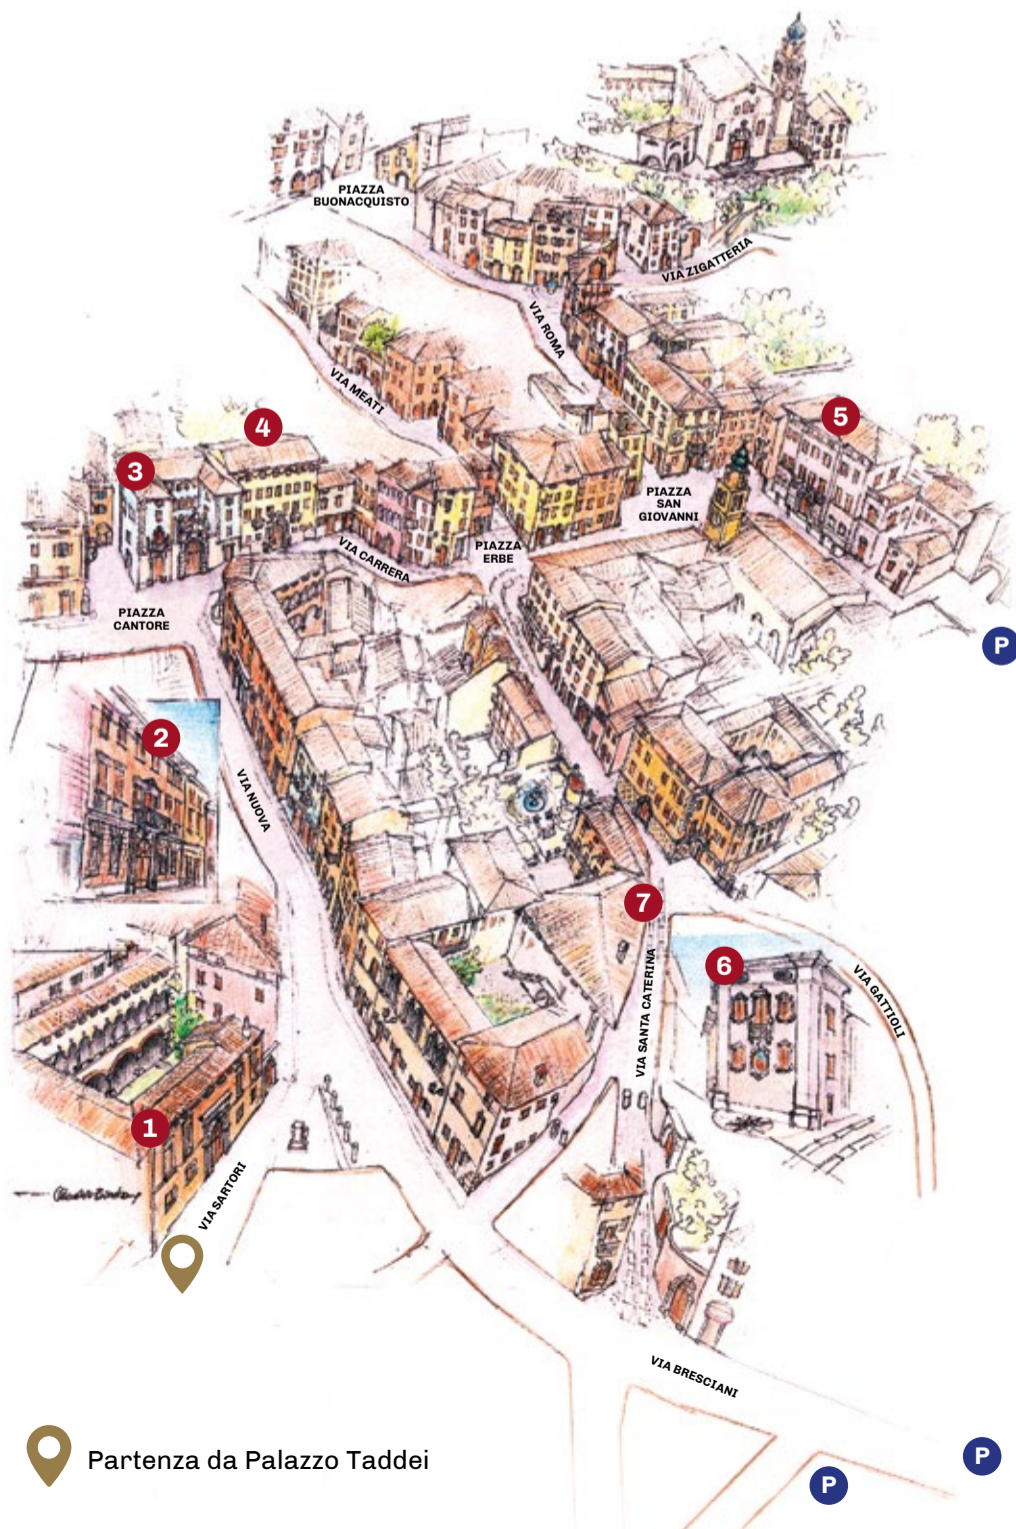 PIAZZA
BUONACQUISTO
VIA ZIGATTERIA
VIA ROMA
VIA MEATI
4
5
3
PIAZZA
SAN
GIOVANNI
VIA CARRERA
PIAZZA
ERBE
PIAZZA
CANTORE
P
2
VIA NUOVA
7
6
VIA SANTA CATERINA
VIA GATTIOLI
1
VIA SARTORI
VIA BRESCIANI
Partenza da Palazzo Taddei
P
P